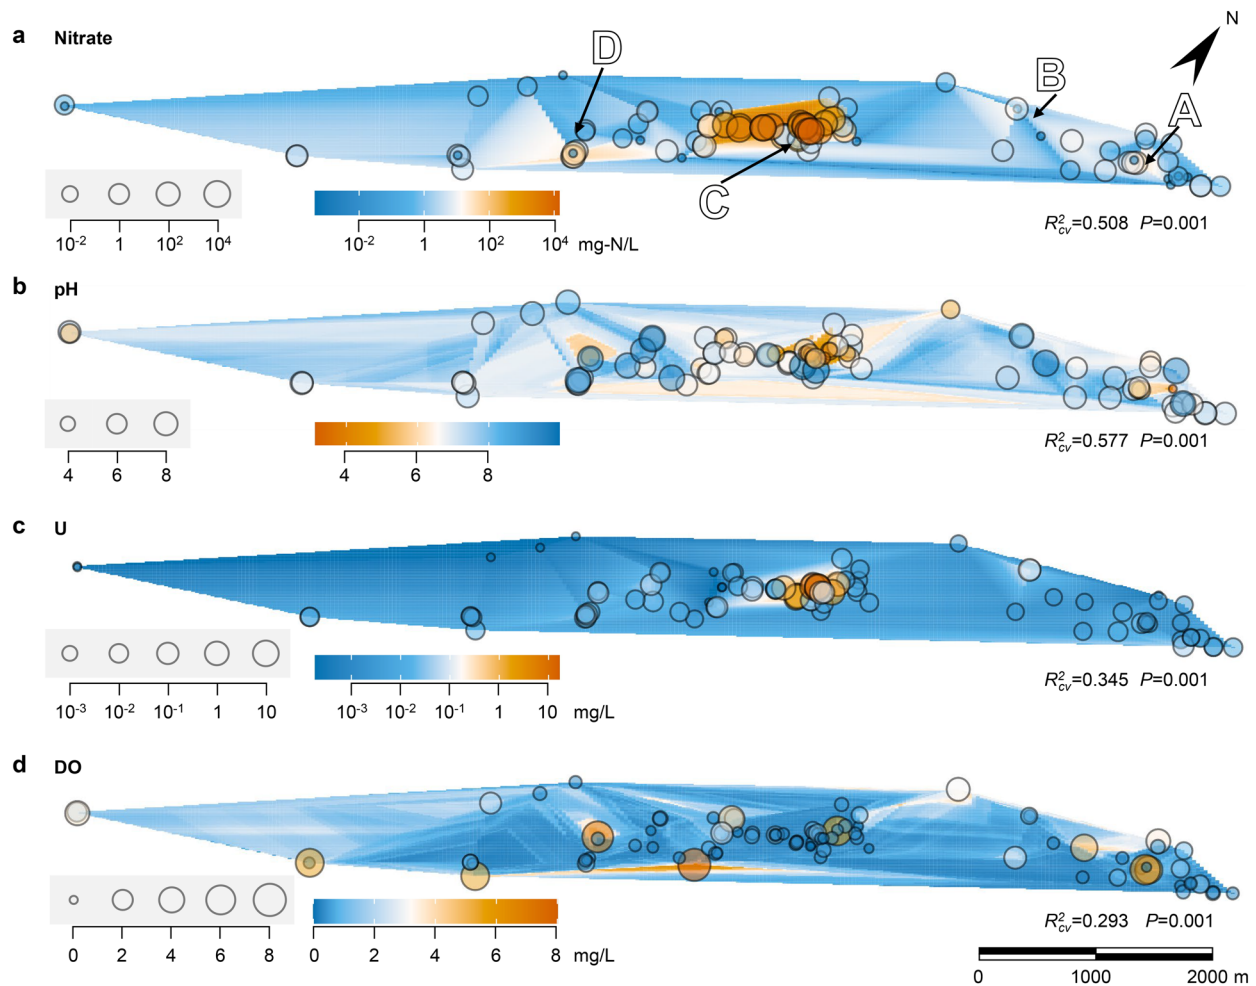 a Nitrate
N
D
B
A
C
10⁻² 1 10² 10⁴
10⁻² 1 10² 10⁴ mg-N/L
R²cv=0.508 P=0.001
b pH
4 6 8
4 6 8
R²cv=0.577 P=0.001
c U
10⁻³ 10⁻² 10⁻¹ 1 10
10⁻³ 10⁻² 10⁻¹ 1 10 mg/L
R²cv=0.345 P=0.001
d DO
0 2 4 6 8
0 2 4 6 8 mg/L
R²cv=0.293 P=0.001
0 1000 2000 m